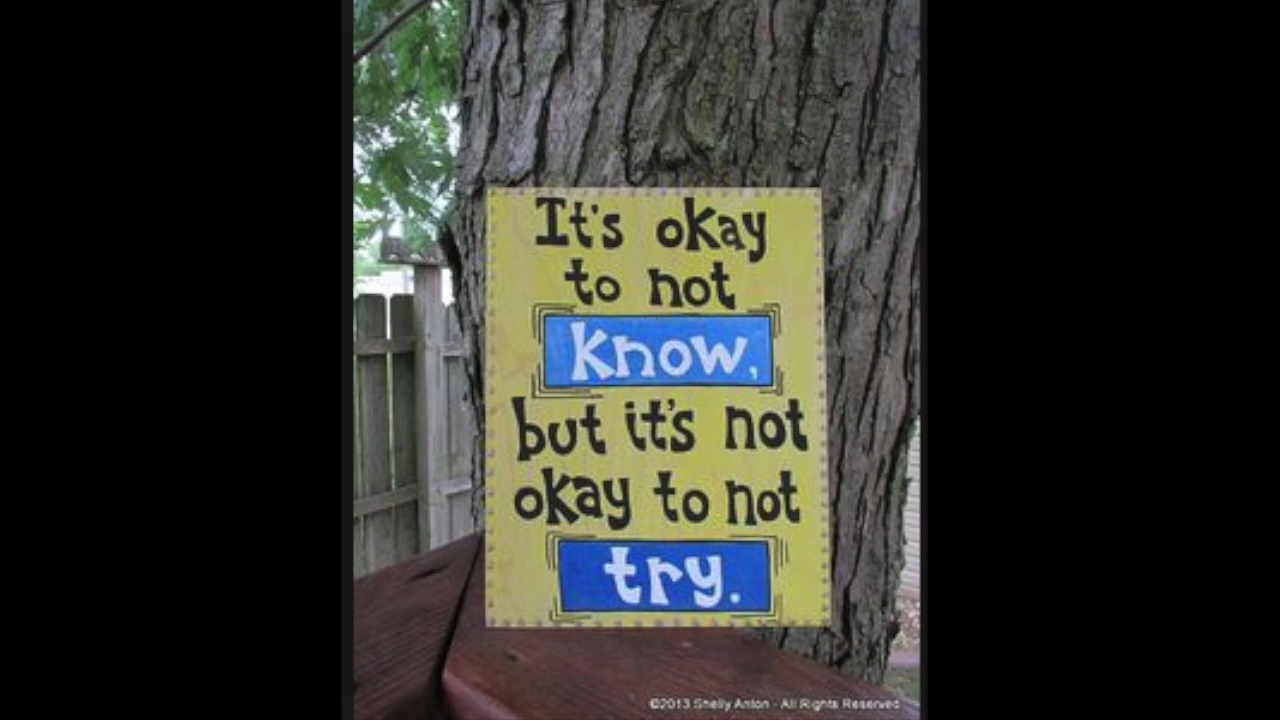 It's okay
to not
know,
but it's not
okay to not
try.
©2013 Shelly Anton - All Rights Reserved